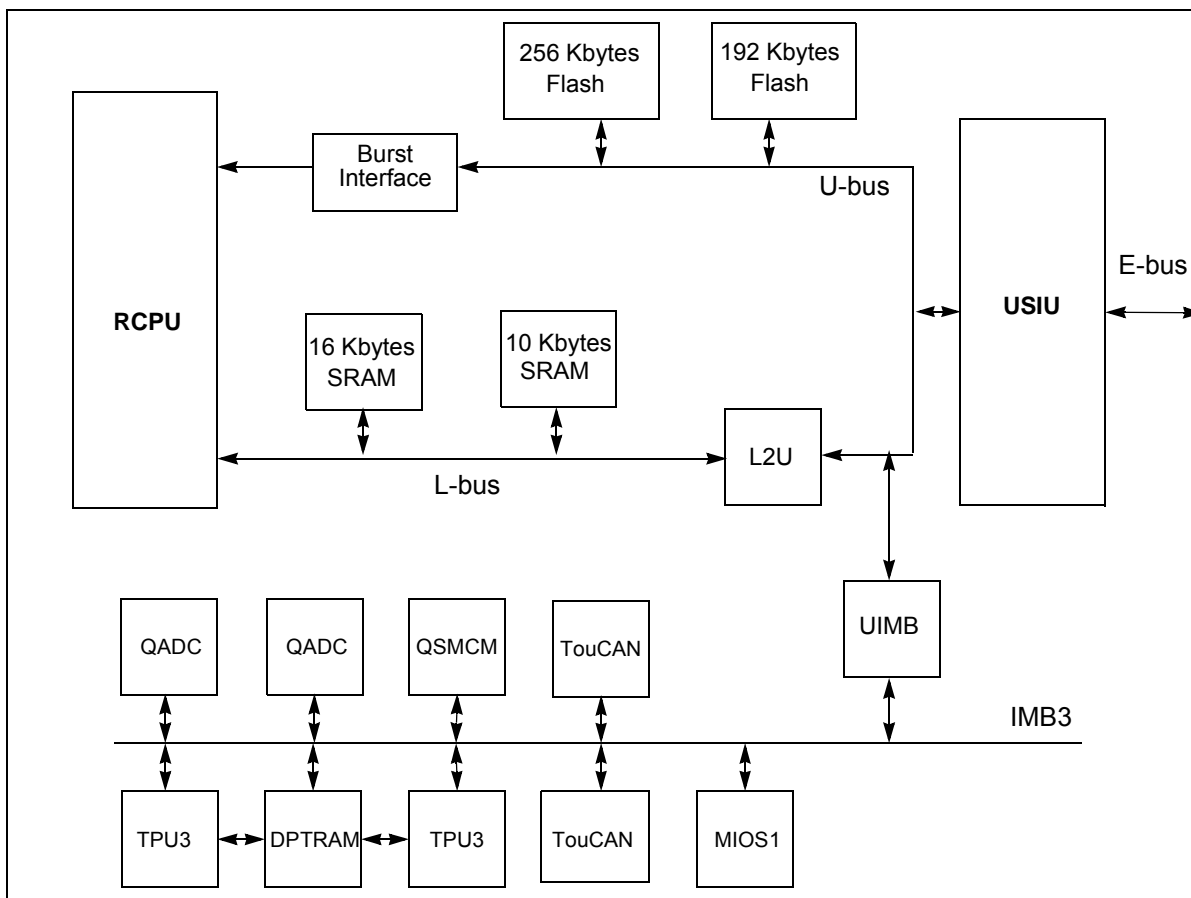 256 Kbytes
Flash
192 Kbytes
Flash
Burst
Interface
U-bus
E-bus
RCPU
USIU
16 Kbytes
SRAM
10 Kbytes
SRAM
L2U
L-bus
UIMB
QADC
QADC
QSMCM
TouCAN
IMB3
TPU3
DPTRAM
TPU3
TouCAN
MIOS1